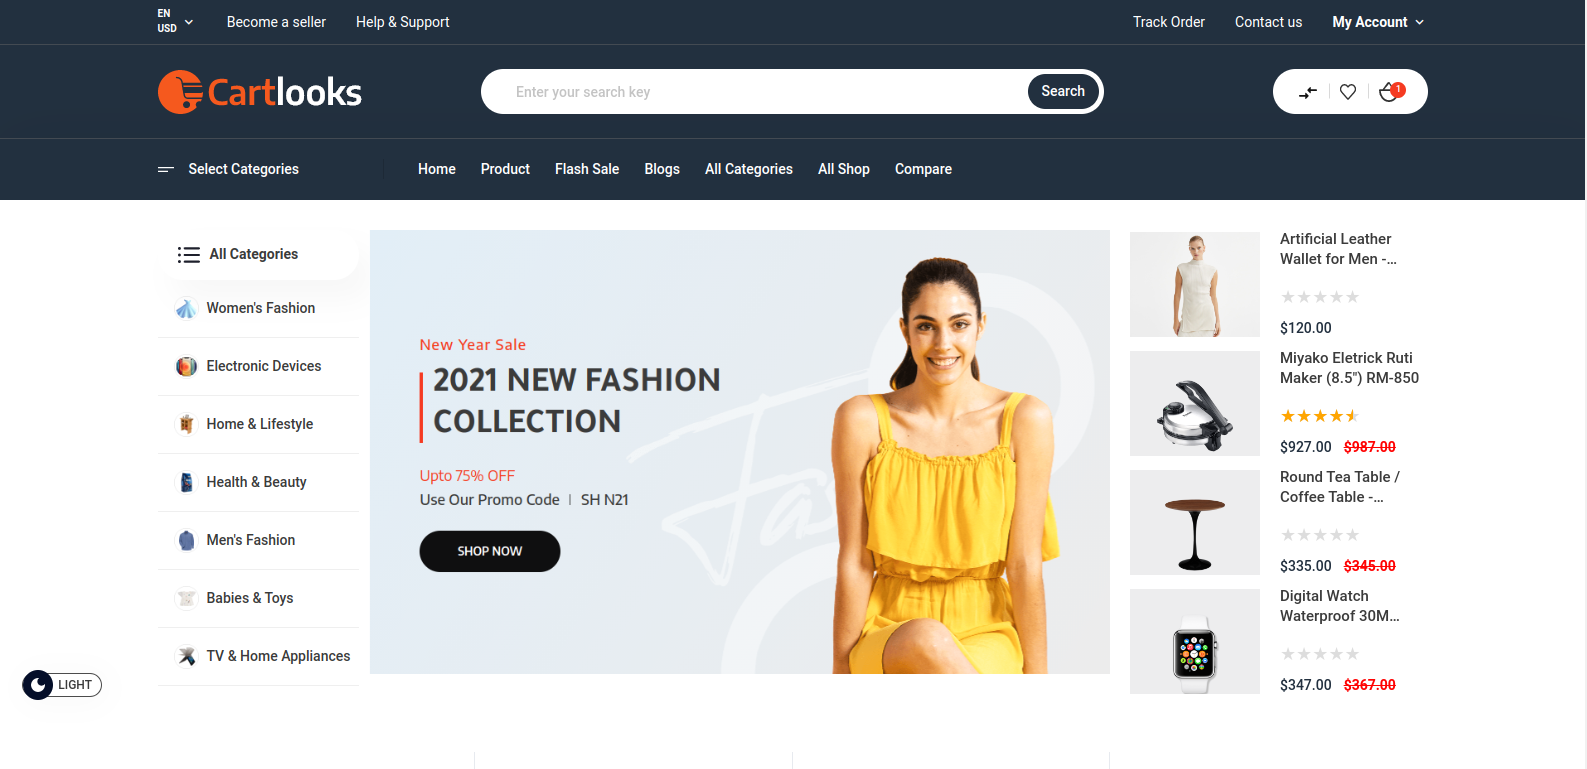 EN
USD
Become a seller
Help & Support
Track Order
Contact us
My Account
Cartlooks
Enter your search key
Search
1
Select Categories
Home
Product
Flash Sale
Blogs
All Categories
All Shop
Compare
All Categories
Women's Fashion
Electronic Devices
Home & Lifestyle
Health & Beauty
Men's Fashion
Babies & Toys
TV & Home Appliances
LIGHT
New Year Sale
2021 NEW FASHION
COLLECTION
Upto 75% OFF
Use Our Promo Code | SH N21
SHOP NOW
Artificial Leather
Wallet for Men -...
$120.00
Miyako Eletrick Ruti
Maker (8.5") RM-850
$927.00 $987.00
Round Tea Table /
Coffee Table -...
$335.00 $345.00
Digital Watch
Waterproof 30M...
$347.00 $367.00